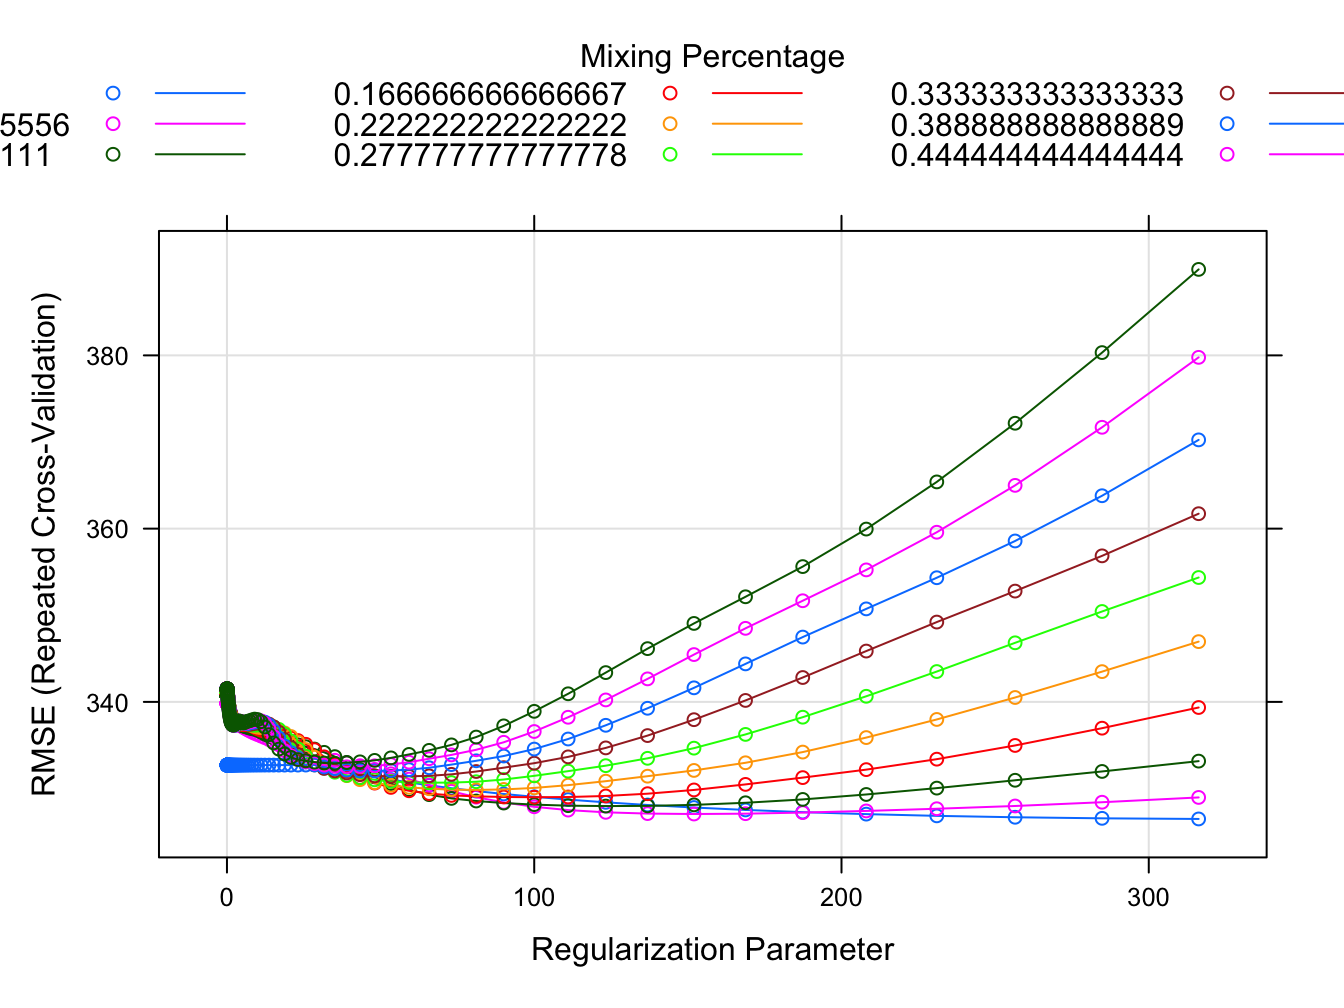 Mixing Percentage
0.166666666666667 0.333333333333333
5556 0.222222222222222 0.388888888888889
111 0.277777777777778 0.444444444444444
RMSE (Repeated Cross-Validation)
380
360
340
0 100 200 300
Regularization Parameter